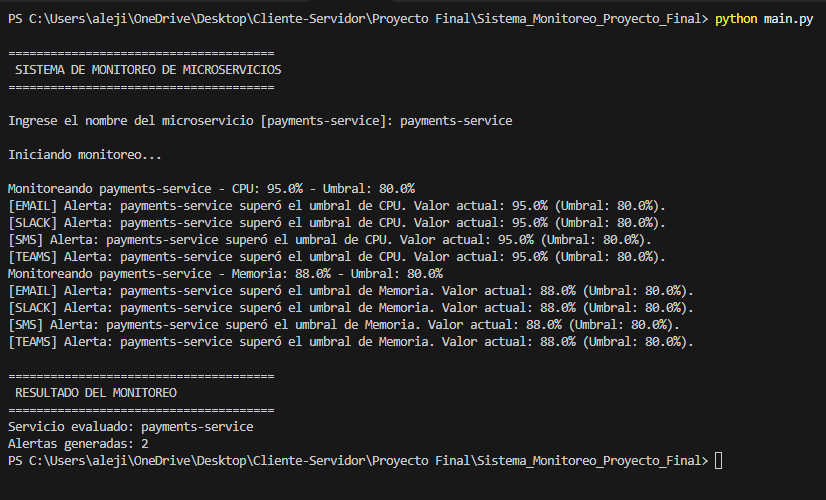 PS C:\Users\aleji\OneDrive\Desktop\Cliente-Servidor\Proyecto Final\Sistema_Monitoreo_Proyecto_Final> python main.py
======================================
SISTEMA DE MONITOREO DE MICROSERVICIOS
======================================
Ingrese el nombre del microservicio [payments-service]: payments-service
Iniciando monitoreo...
Monitoreando payments-service - CPU: 95.0% - Umbral: 80.0%
[EMAIL] Alerta: payments-service superó el umbral de CPU. Valor actual: 95.0% (Umbral: 80.0%).
[SLACK] Alerta: payments-service superó el umbral de CPU. Valor actual: 95.0% (Umbral: 80.0%).
[SMS] Alerta: payments-service superó el umbral de CPU. Valor actual: 95.0% (Umbral: 80.0%).
[TEAMS] Alerta: payments-service superó el umbral de CPU. Valor actual: 95.0% (Umbral: 80.0%).
Monitoreando payments-service - Memoria: 88.0% - Umbral: 80.0%
[EMAIL] Alerta: payments-service superó el umbral de Memoria. Valor actual: 88.0% (Umbral: 80.0%).
[SLACK] Alerta: payments-service superó el umbral de Memoria. Valor actual: 88.0% (Umbral: 80.0%).
[SMS] Alerta: payments-service superó el umbral de Memoria. Valor actual: 88.0% (Umbral: 80.0%).
[TEAMS] Alerta: payments-service superó el umbral de Memoria. Valor actual: 88.0% (Umbral: 80.0%).
======================================
RESULTADO DEL MONITOREO
======================================
Servicio evaluado: payments-service
Alertas generadas: 2
PS C:\Users\aleji\OneDrive\Desktop\Cliente-Servidor\Proyecto Final\Sistema_Monitoreo_Proyecto_Final>